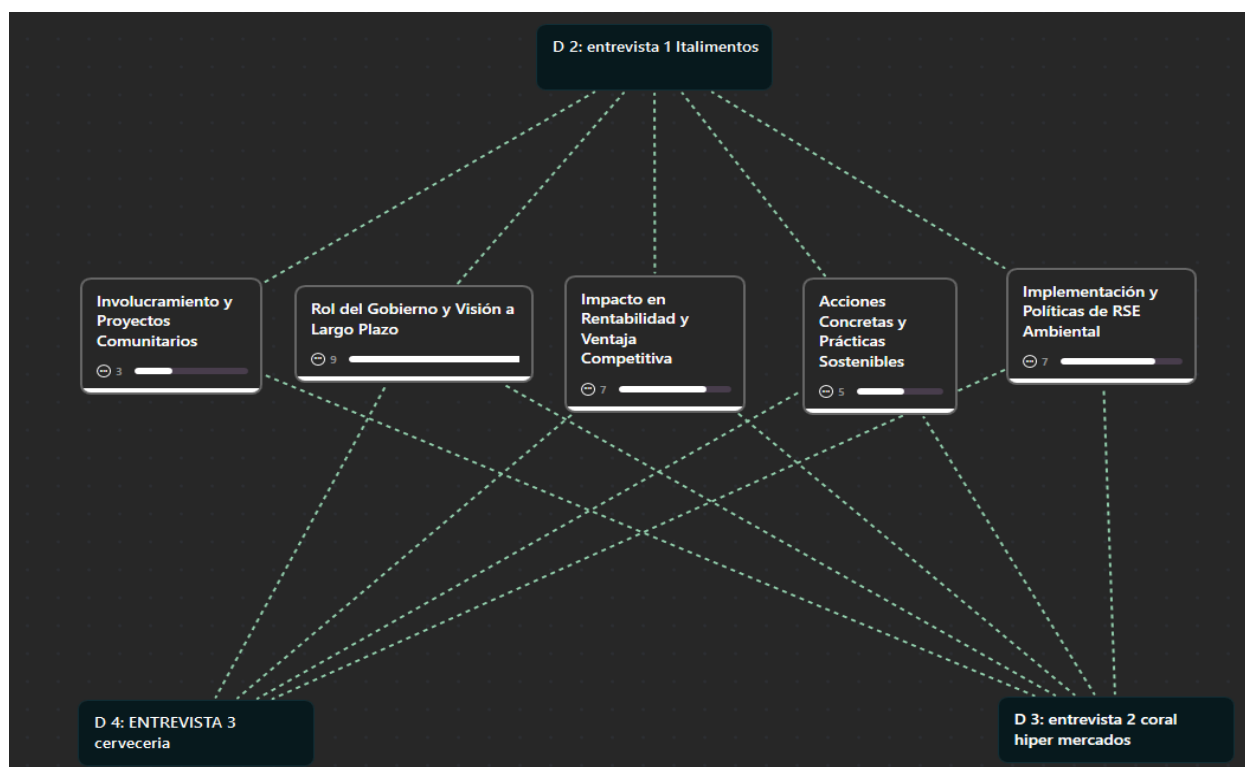 D 2: entrevista 1 Italimentos
Involucramiento y
Proyectos
Comunitarios
3
Rol del Gobierno y Visión a
Largo Plazo
9
Impacto en
Rentabilidad y
Ventaja
Competitiva
7
Acciones
Concretas y
Prácticas
Sostenibles
5
Implementación y
Políticas de RSE
Ambiental
7
D 4: ENTREVISTA 3
cerveceria
D 3: entrevista 2 coral
hiper mercados